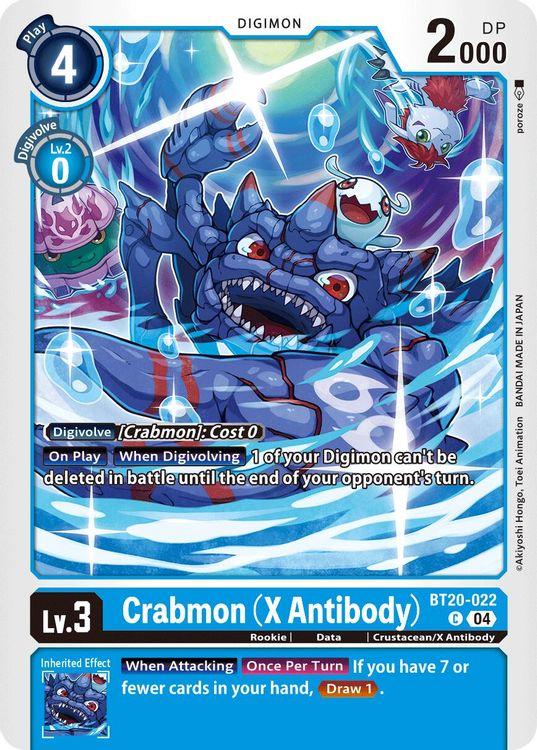 DIGIMON
Play
4
2000
DP
Digivolve
Lv.2
0
poroze
©Akiyoshi Hongo, Toei Animation BANDAI MADE IN JAPAN
Digivolve [Crabmon]: Cost 0
On Play When Digivolving 1 of your Digimon can't be
deleted in battle until the end of your opponent's turn.
Lv.3
Crabmon (X Antibody)
BT20-022
C 04
Rookie | Data | Crustacean/X Antibody
Inherited Effect
When Attacking Once Per Turn If you have 7 or
fewer cards in your hand, Draw 1 .